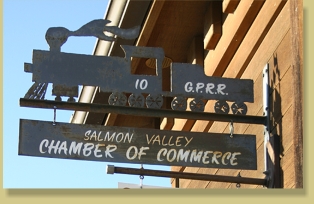 10 G.P.R.R.
SALMON VALLEY
CHAMBER OF COMMERCE